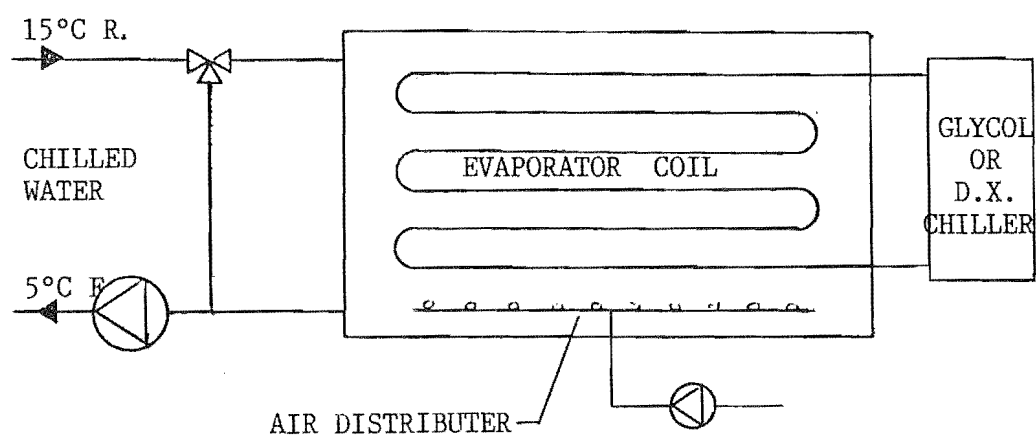 15°C R.
CHILLED
WATER
5°C F
EVAPORATOR COIL
GLYCOL
OR
D.X.
CHILLER
AIR DISTRIBUTER